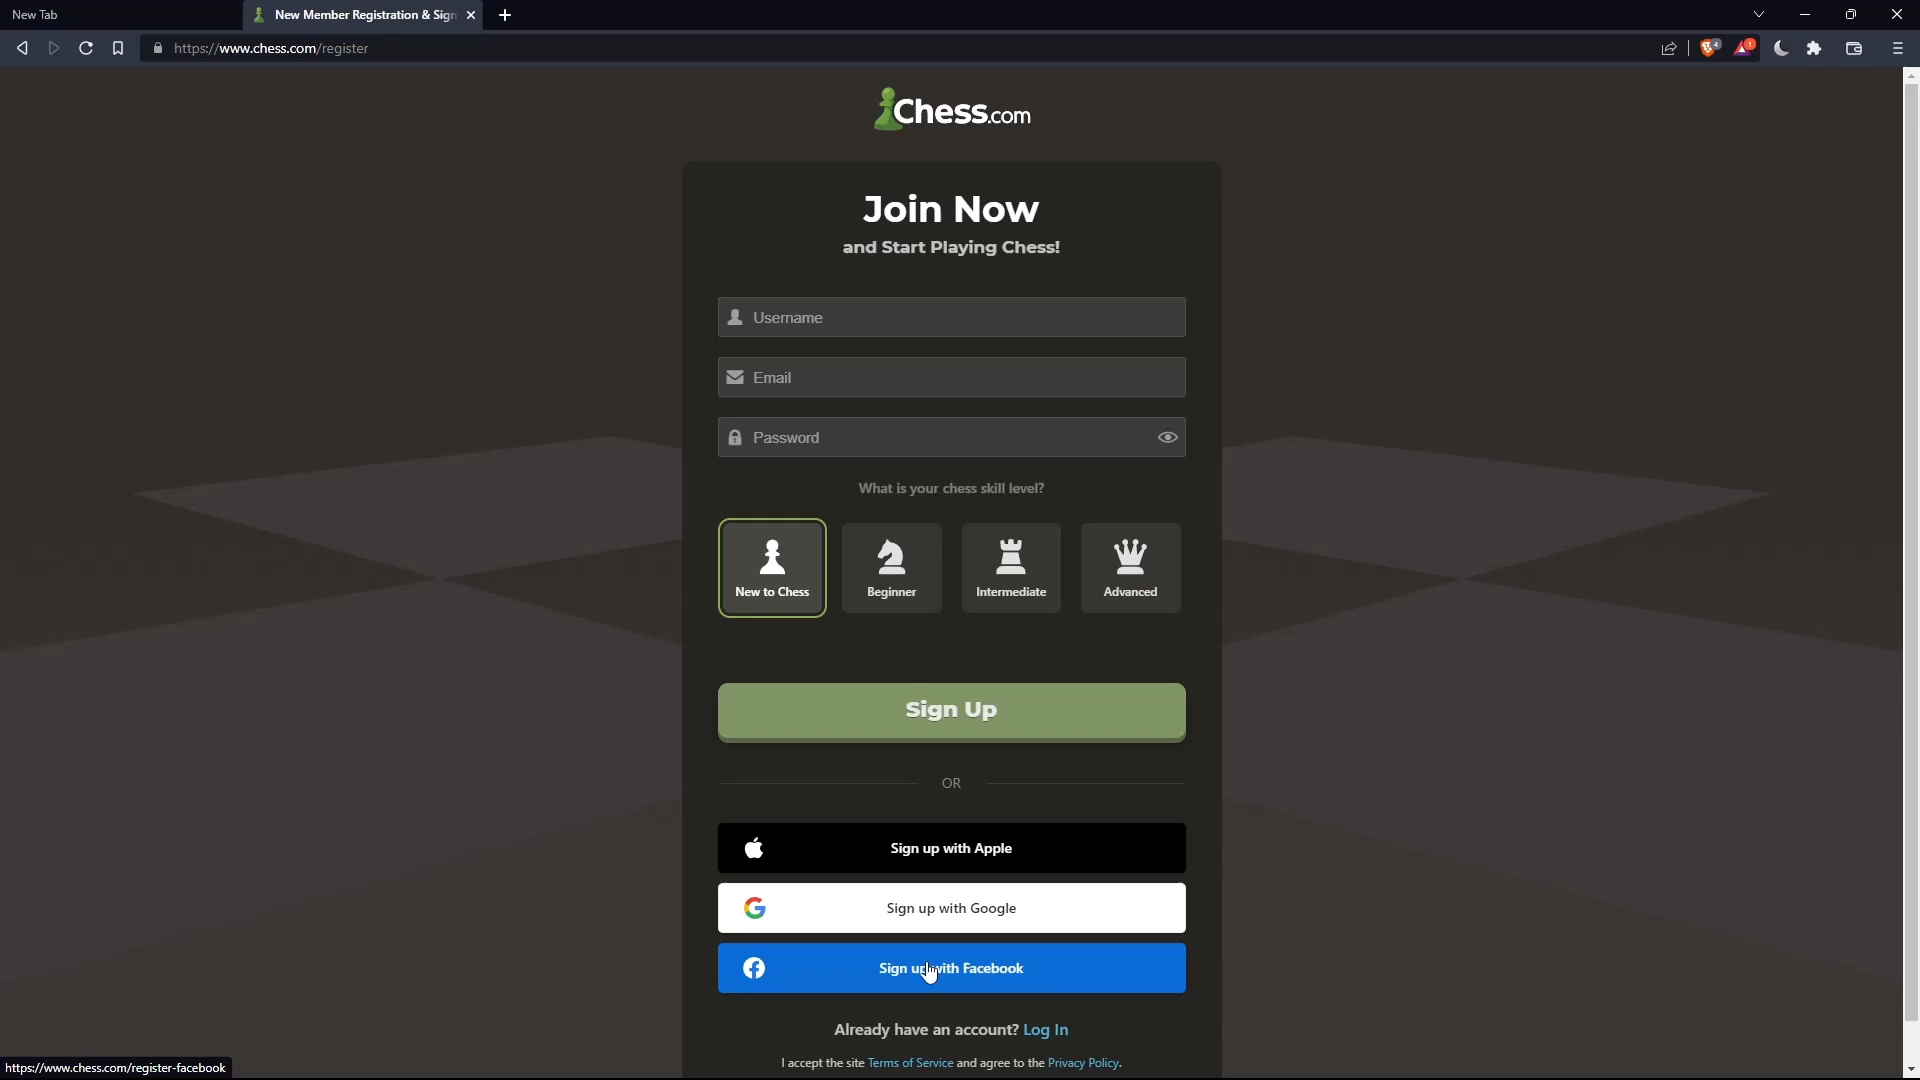 New Tab
New Member Registration & Sign
https://www.chess.com/register
4
1
Chess.com
Join Now
and Start Playing Chess!
Username
Email
Password
What is your chess skill level?
New to Chess
Beginner
Intermediate
Advanced
Sign Up
OR
Sign up with Apple
Sign up with Google
Sign up with Facebook
Already have an account? Log In
I accept the site Terms of Service and agree to the Privacy Policy.
https://www.chess.com/register-facebook